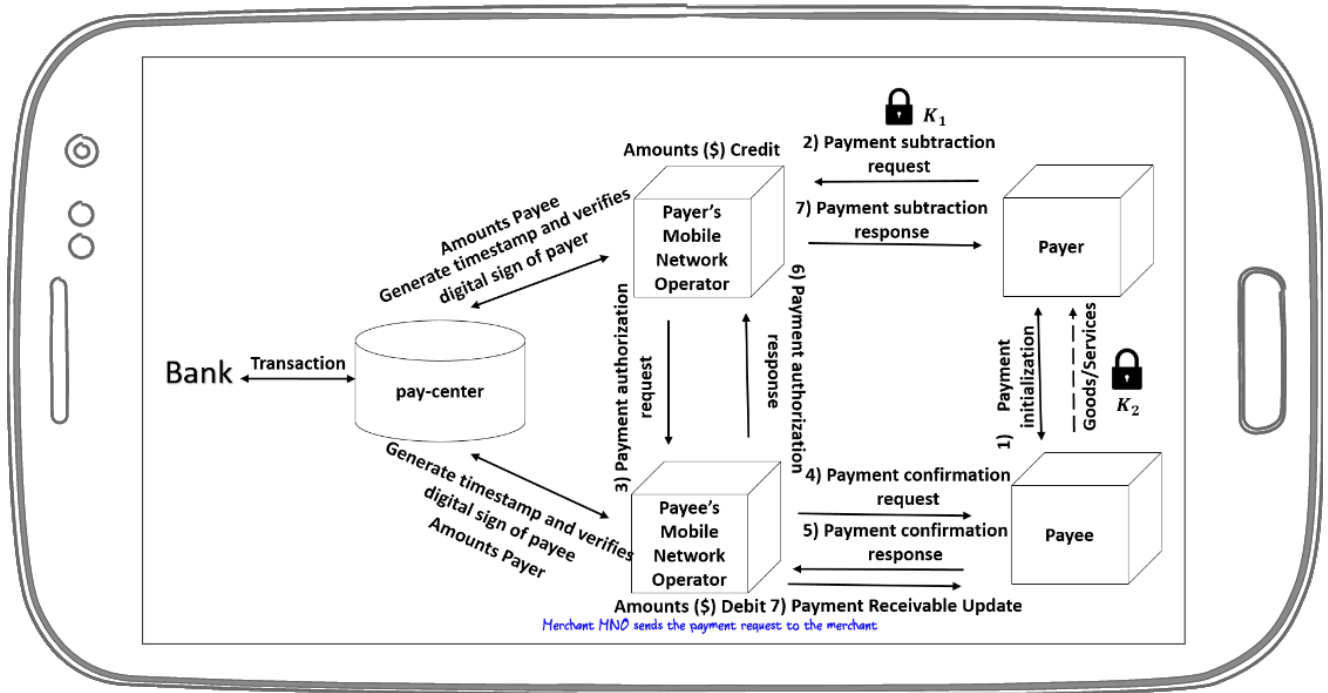 K₁
2) Payment subtraction
request
Amounts ($) Credit
Payer's
Mobile
Network
Operator
7) Payment subtraction
response
Payer
Amounts Payee
Generate timestamp and verifies
digital sign of payer
3) Payment authorization
request
6) Payment authorization
response
1) Payment
initialization
Goods/Services
K₂
Bank
Transaction
pay-center
Generate timestamp and verifies
digital sign of payee
Amounts Payer
Payee's
Mobile
Network
Operator
4) Payment confirmation
request
5) Payment confirmation
response
Payee
Amounts ($) Debit 7) Payment Receivable Update
Merchant MNO sends the payment request to the merchant